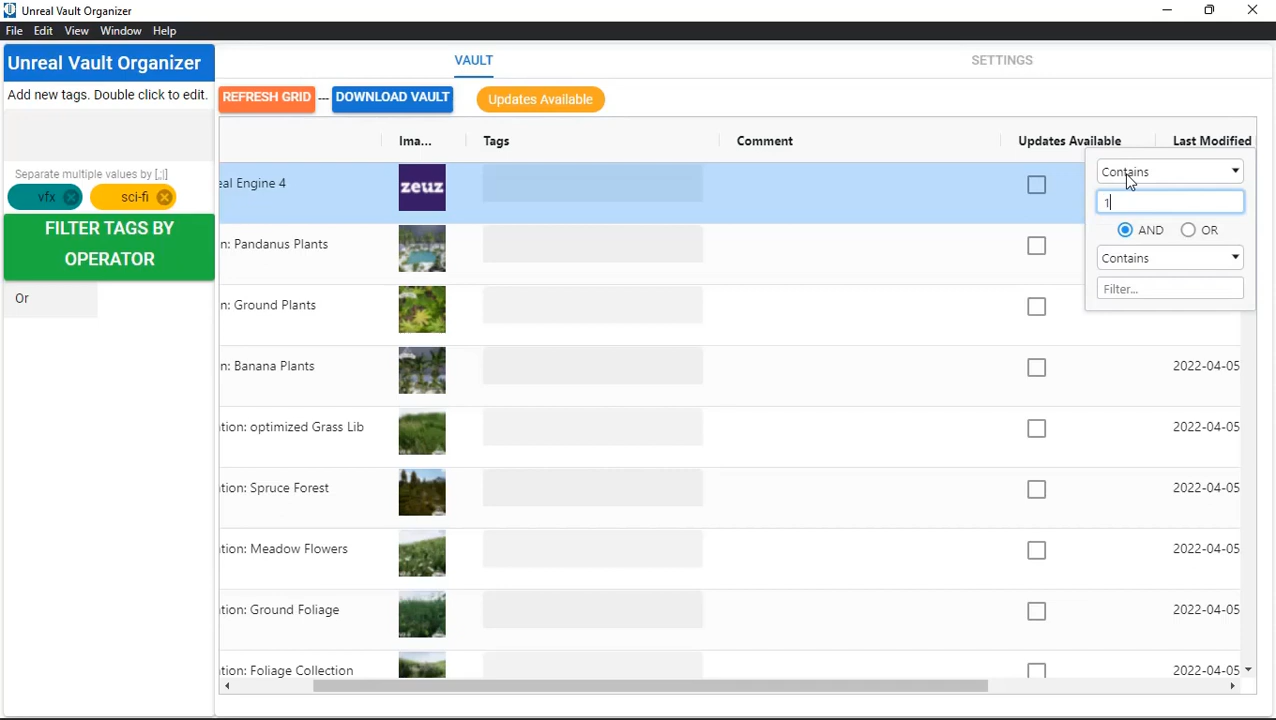 Unreal Vault Organizer
File Edit View Window Help
Unreal Vault Organizer
VAULT SETTINGS
Add new tags. Double click to edit.
REFRESH GRID --- DOWNLOAD VAULT Updates Available
Ima... Tags Comment Updates Available Last Modified
Separate multiple values by [,;|]
vfx sci-fi
FILTER TAGS BY
OPERATOR
Or
eal Engine 4 zeuz
n: Pandanus Plants
n: Ground Plants
n: Banana Plants 2022-04-05
tion: optimized Grass Lib 2022-04-05
tion: Spruce Forest 2022-04-05
tion: Meadow Flowers 2022-04-05
tion: Ground Foliage 2022-04-05
tion: Foliage Collection 2022-04-05
Contains
1
AND OR
Contains
Filter...